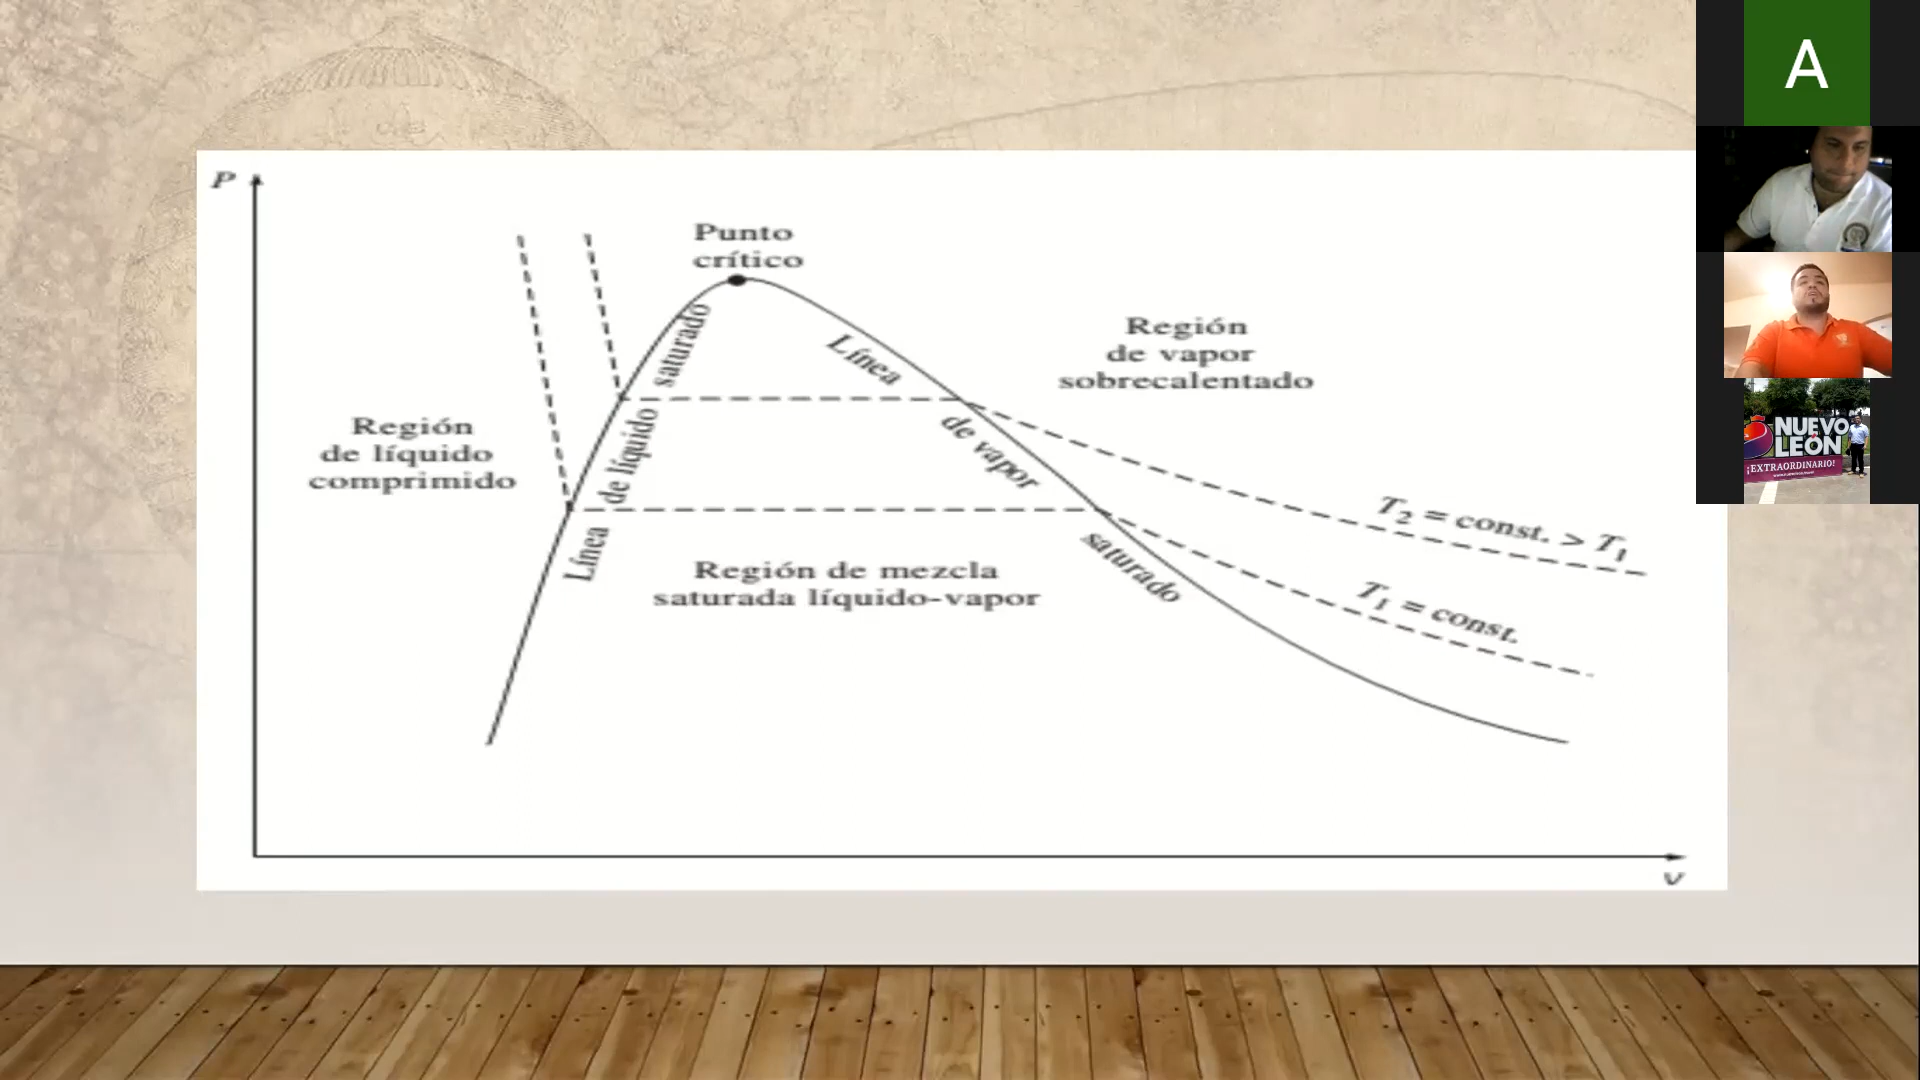 P
Punto
crítico
Región
de vapor
sobrecalentado
Región
de líquido
comprimido
Línea de líquido saturado
Línea de vapor saturado
T2 = const. > T1
T1 = const.
Región de mezcla
saturada líquido-vapor
v
A
NUEVO
LEÓN
¡EXTRAORDINARIO!